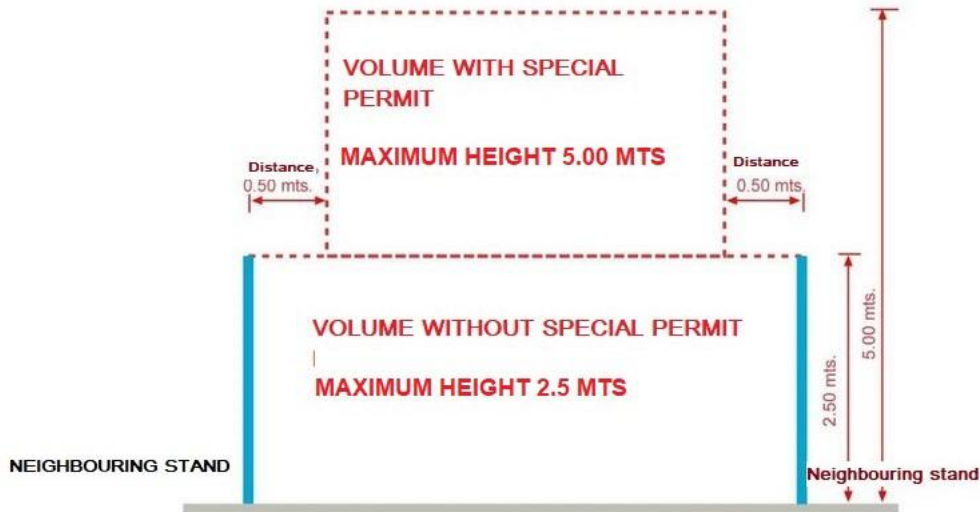 VOLUME WITH SPECIAL
PERMIT
MAXIMUM HEIGHT 5.00 MTS
Distance,
0.50 mts.
Distance
0.50 mts.
VOLUME WITHOUT SPECIAL PERMIT
MAXIMUM HEIGHT 2.5 MTS
2.50 mts.
5.00 mts.
NEIGHBOURING STAND
Neighbouring stand